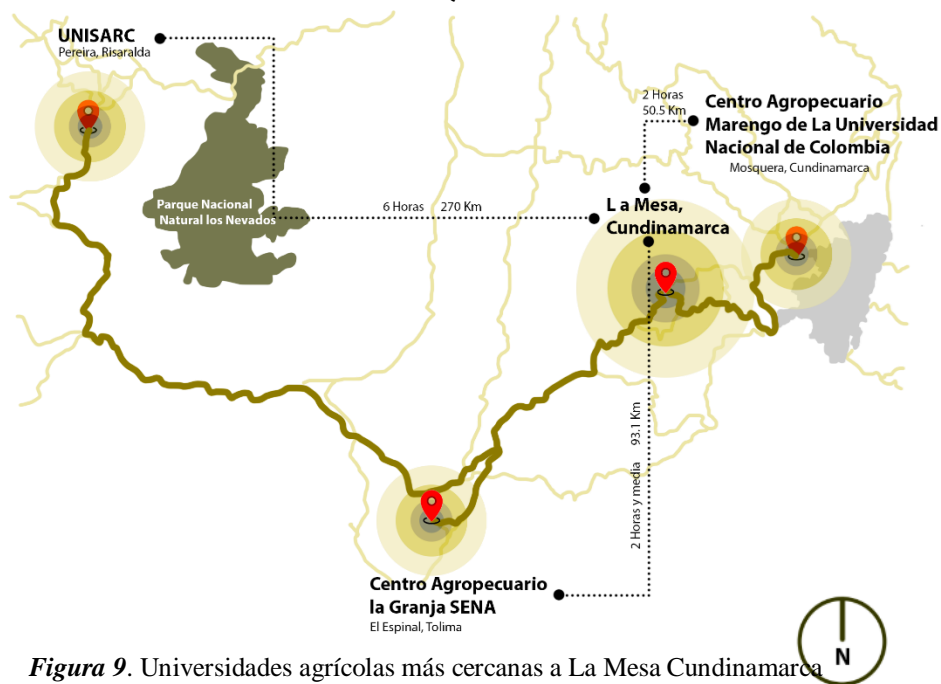 UNISARC
Pereira, Risaralda
2 Horas
50.5 Km
Centro Agropecuario
Marengo de La Universidad
Nacional de Colombia
Mosquera, Cundinamarca
Parque Nacional
Natural los Nevados
6 Horas 270 Km
L a Mesa,
Cundinamarca
2 Horas y media 93.1 Km
Centro Agropecuario
la Granja SENA
El Espinal, Tolima
N
Figura 9. Universidades agrícolas más cercanas a La Mesa Cundinamarca